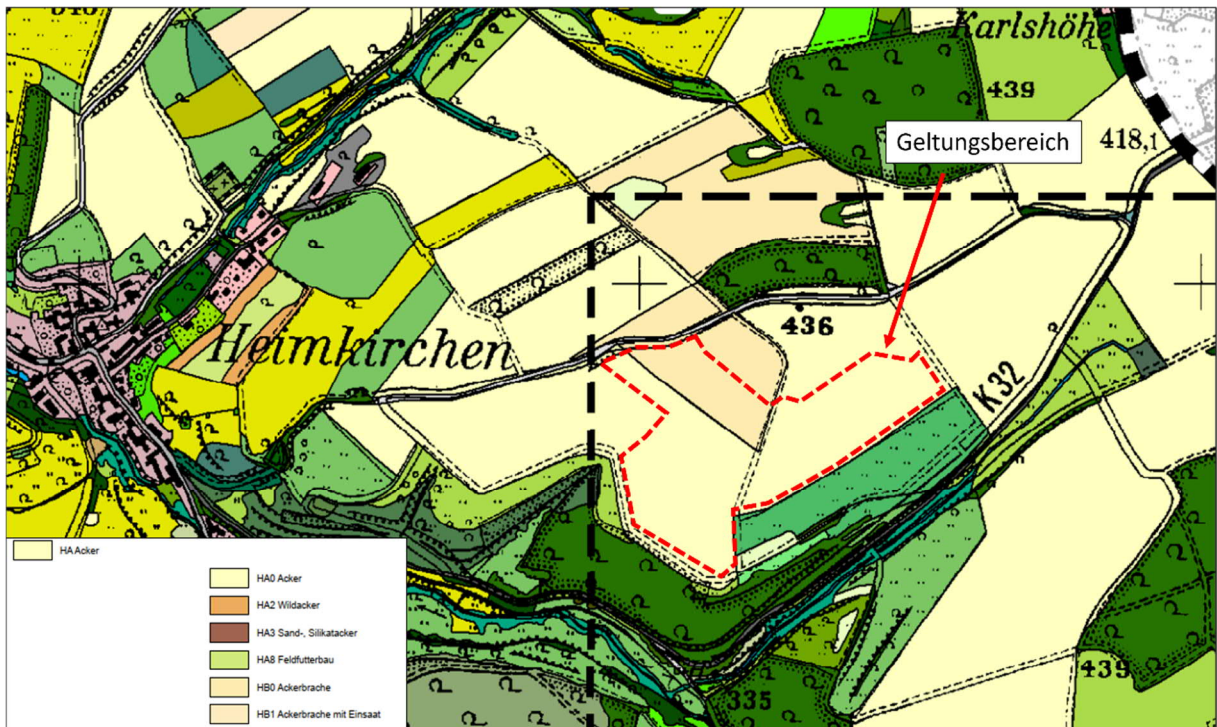 Karlshöhe
439
418,1
Geltungsbereich
436
Heimkirchen
K32
335
439
HA Acker
HA0 Acker
HA2 Wildacker
HA3 Sand-, Silikatacker
HA8 Feldfutterbau
HB0 Ackerbrache
HB1 Ackerbrache mit Einsaat